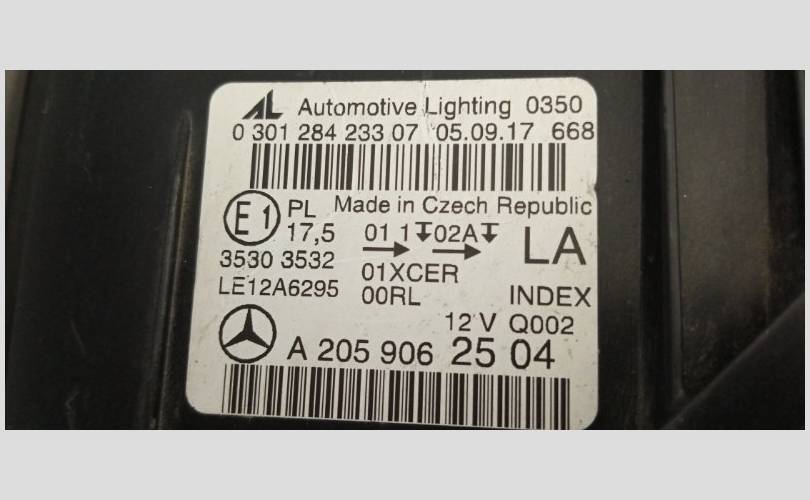 AL Automotive Lighting 0350
0 301 284 233 07 05.09.17 668
E1 PL Made in Czech Republic
17,5 01 1 02A LA
3530 3532 01XCER
LE12A6295 00RL INDEX
12 V Q002
A 205 906 25 04